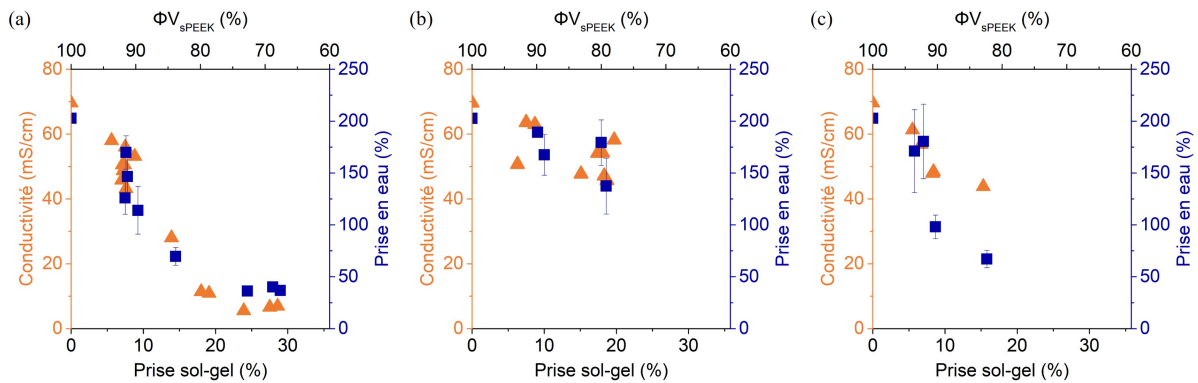 (a)
ΦV_sPEEK (%)
100 90 80 70 60
Conductivité (mS/cm)
80
60
40
20
0
250
200
150
100
50
0
Prise en eau (%)
0 10 20 30
Prise sol-gel (%)
(b)
ΦV_sPEEK (%)
100 90 80 70 60
Conductivité (mS/cm)
80
60
40
20
0
250
200
150
100
50
0
Prise en eau (%)
0 10 20 30
Prise sol-gel (%)
(c)
ΦV_sPEEK (%)
100 90 80 70 60
Conductivité (mS/cm)
80
60
40
20
0
250
200
150
100
50
0
Prise en eau (%)
0 10 20 30
Prise sol-gel (%)